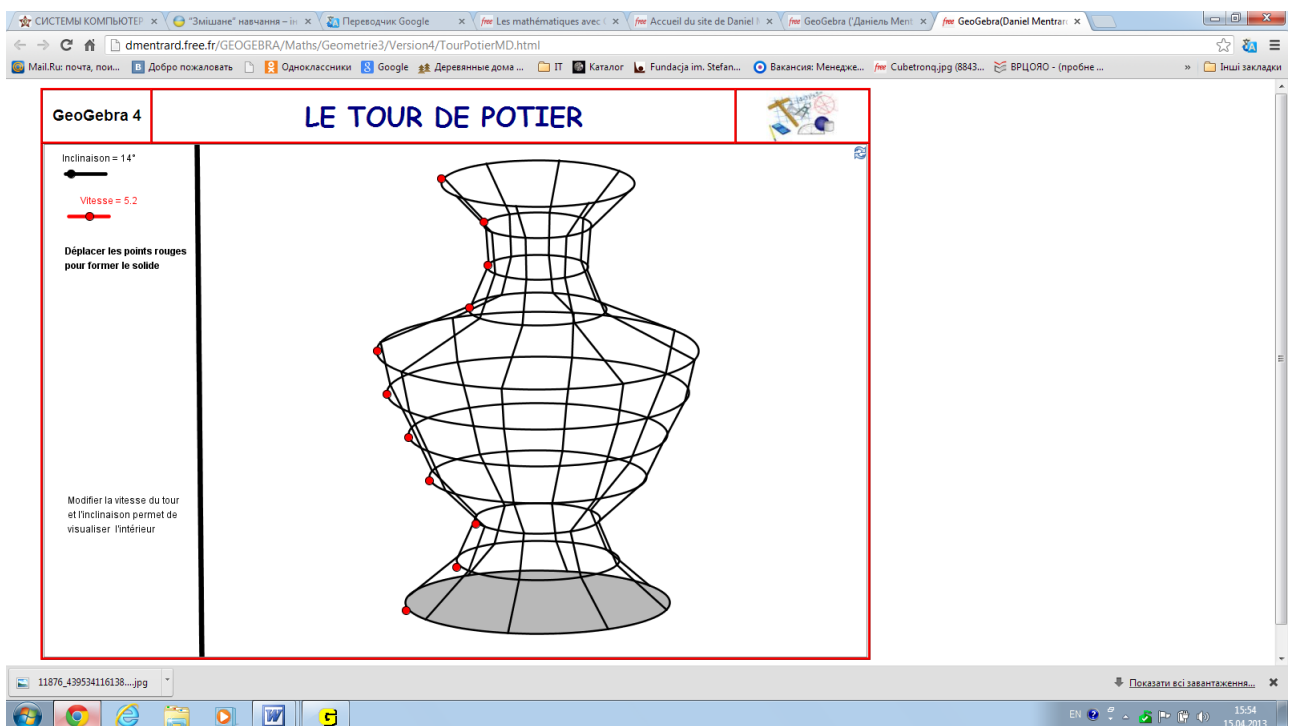 СИСТЕМЫ КОМПЬЮТЕР
"Змішане" навчання – ін
Переводчик Google
Les mathématiques avec
Accueil du site de Daniel
GeoGebra ('Даніель Ment
GeoGebra(Daniel Mentrar
dmentrard.free.fr/GEOGEBRA/Maths/Geometrie3/Version4/TourPotierMD.html
Mail.Ru: почта, пои...
Добро пожаловать
Одноклассники
Google
Деревянные дома ...
IT
Каталог
Fundacja im. Stefan...
Вакансия: Менедже...
Cubetronq.jpg (8843...
ВРЦОЯО - (пробне ...
»
Інші закладки
GeoGebra 4
LE TOUR DE POTIER
Inclinaison = 14°
Vitesse = 5.2
Déplacer les points rouges
pour former le solide
Modifier la vitesse du tour
et l'inclinaison permet de
visualiser l'intérieur
11876_439534116138....jpg
Показати всі завантаження...
EN
15:54
15.04.2013